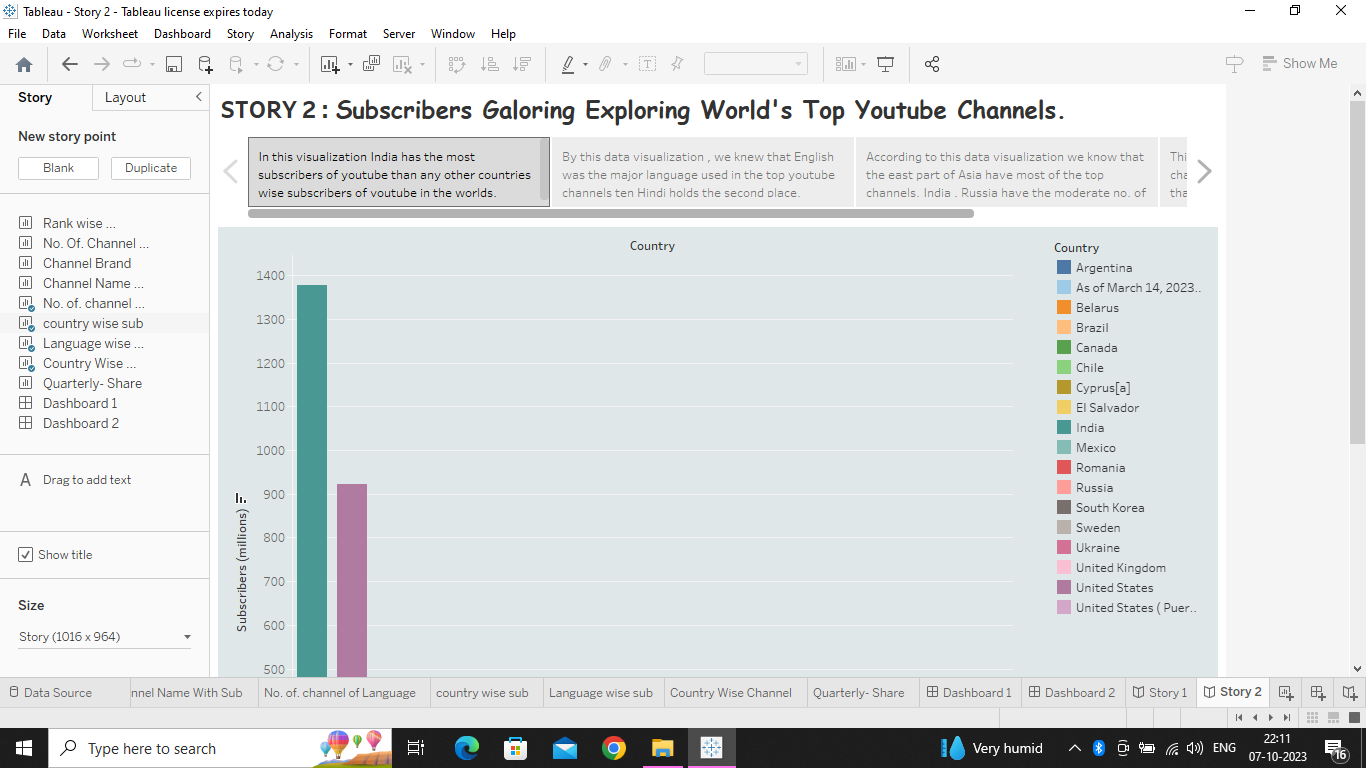 Tableau - Story 2 - Tableau license expires today
File Data Worksheet Dashboard Story Analysis Format Server Window Help
Show Me
Story Layout
New story point
Blank Duplicate
Rank wise ...
No. Of. Channel ...
Channel Brand
Channel Name ...
No. of. channel ...
country wise sub
Language wise ...
Country Wise ...
Quarterly- Share
Dashboard 1
Dashboard 2
A Drag to add text
Show title
Size
Story (1016 x 964)
STORY 2 : Subscribers Galoring Exploring World's Top Youtube Channels.
In this visualization India has the most
subscribers of youtube than any other countries
wise subscribers of youtube in the worlds.
By this data visualization , we knew that English
was the major language used in the top youtube
channels ten Hindi holds the second place.
According to this data visualization we know that
the east part of Asia have most of the top
channels. India . Russia have the moderate no. of
Thi
cha
tha
Country
1400
1300
1200
1100
1000
900
800
700
600
500
Subscribers (millions)
Country
Argentina
As of March 14, 2023..
Belarus
Brazil
Canada
Chile
Cyprus[a]
El Salvador
India
Mexico
Romania
Russia
South Korea
Sweden
Ukraine
United Kingdom
United States
United States ( Puer..
Data Source nnel Name With Sub No. of. channel of Language country wise sub Language wise sub Country Wise Channel Quarterly- Share Dashboard 1 Dashboard 2 Story 1 Story 2
Type here to search
Very humid
ENG
22:11
07-10-2023
16